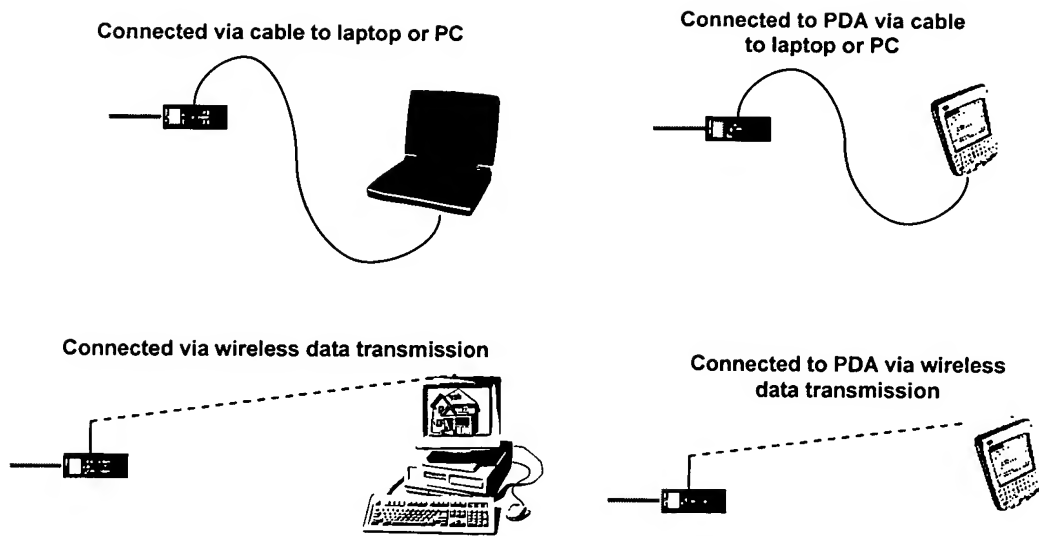 Connected via cable to laptop or PC
Connected to PDA via cable
to laptop or PC
Connected via wireless data transmission
Connected to PDA via wireless
data transmission